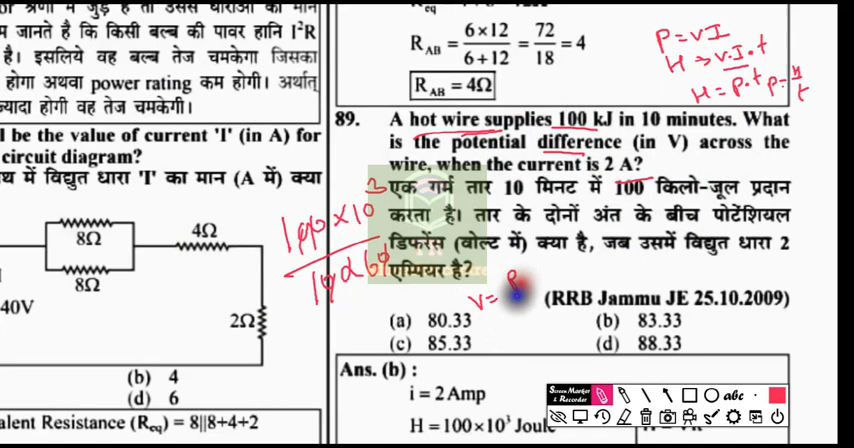 ा श्रेणी में जुड़े हैं तो उससे धाराओं का मान
म जानते है कि किसी बल्ब की पावर हानि I²R
है। इसलिये वह बल्ब तेज चमकेगा जिसका
होगा अथवा power rating कम होगी। अर्थात्
ज्यादा होगी वह तेज चमकेगी।
l be the value of current 'I' (in A) for
circuit diagram?
थ में विद्युत धारा 'I' का मान (A में) क्या
8Ω
4Ω
8Ω
40V
2Ω
(b) 4
(d) 6
alent Resistance (R_eq) = 8||8+4+2
R_AB = 6×12 / 6+12 = 72 / 18 = 4
R_AB = 4Ω
P = VI
H → V.I.t
H = P.t P = H/t
89. A hot wire supplies 100 kJ in 10 minutes. What
is the potential difference (in V) across the
wire, when the current is 2 A?
एक गर्म तार 10 मिनट में 100 किलो-जूल प्रदान
करता है। तार के दोनों अंत के बीच पोटेंशियल
डिफरेंस (वोल्ट में) क्या है, जब उसमें विद्युत धारा 2
एम्पियर है?
100 × 10³
10 × 60
V = P
(RRB Jammu JE 25.10.2009)
(a) 80.33 (b) 83.33
(c) 85.33 (d) 88.33
Ans. (b) :
i = 2 Amp
H = 100×10³ Joule
Screen Marker & Recorder
abc